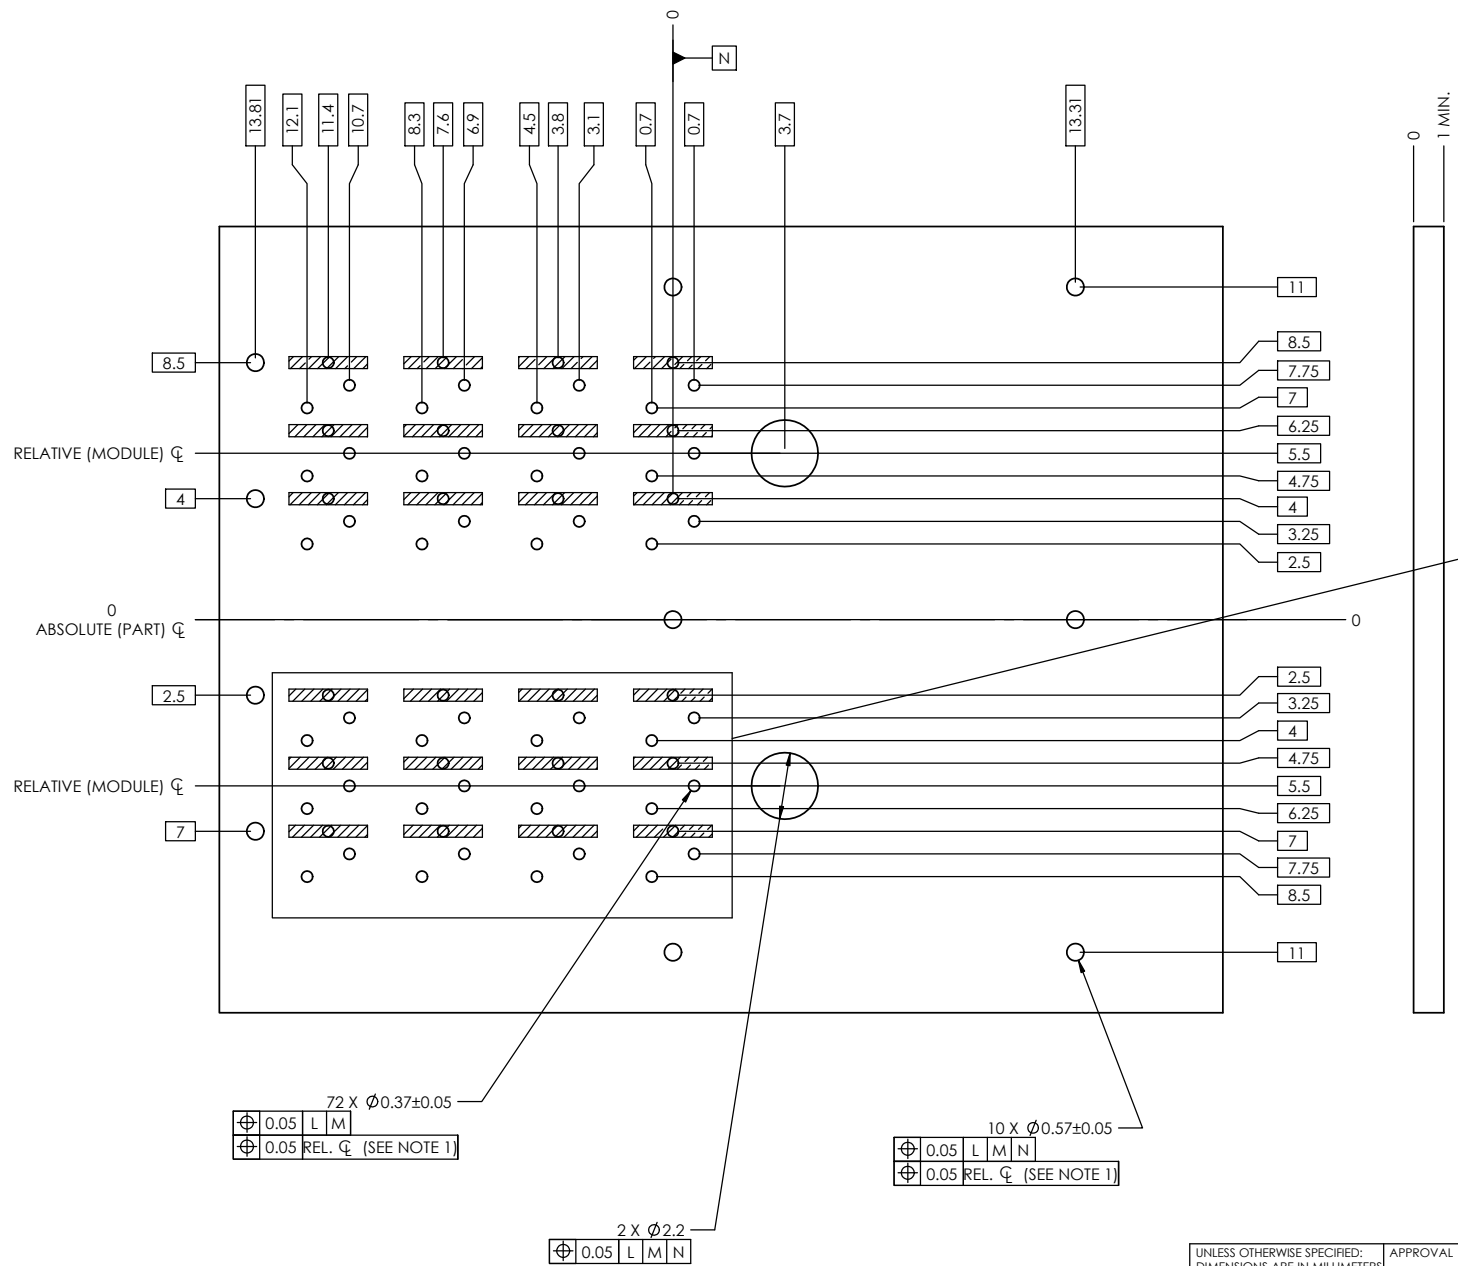 0
N
13.81
12.1
11.4
10.7
8.3
7.6
6.9
4.5
3.8
3.1
0.7
0.7
3.7
13.31
0
1 MIN.
11
8.5
8.5
7.75
7
6.25
RELATIVE (MODULE) ℄
5.5
4.75
4
4
3.25
2.5
0
ABSOLUTE (PART) ℄
0
2.5
2.5
3.25
4
4.75
RELATIVE (MODULE) ℄
5.5
6.25
7
7
7.75
8.5
11
72 X Ø0.37±0.05
⌖ 0.05 L M
⌖ 0.05 REL. ℄ (SEE NOTE 1)
10 X Ø0.57±0.05
⌖ 0.05 L M N
⌖ 0.05 REL. ℄ (SEE NOTE 1)
2 X Ø2.2
⌖ 0.05 L M N
UNLESS OTHERWISE SPECIFIED:
DIMENSIONS ARE IN MILLIMETERS
APPROVAL